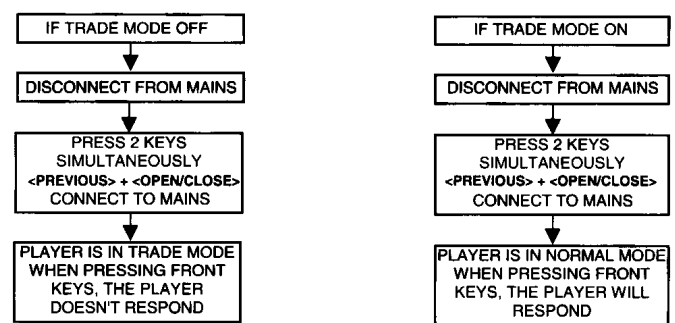 IF TRADE MODE OFF
DISCONNECT FROM MAINS
PRESS 2 KEYS
SIMULTANEOUSLY
<PREVIOUS> + <OPEN/CLOSE>
CONNECT TO MAINS
PLAYER IS IN TRADE MODE
WHEN PRESSING FRONT
KEYS, THE PLAYER
DOESN'T RESPOND
IF TRADE MODE ON
DISCONNECT FROM MAINS
PRESS 2 KEYS
SIMULTANEOUSLY
<PREVIOUS> + <OPEN/CLOSE>
CONNECT TO MAINS
PLAYER IS IN NORMAL MODE
WHEN PRESSING FRONT
KEYS, THE PLAYER WILL
RESPOND